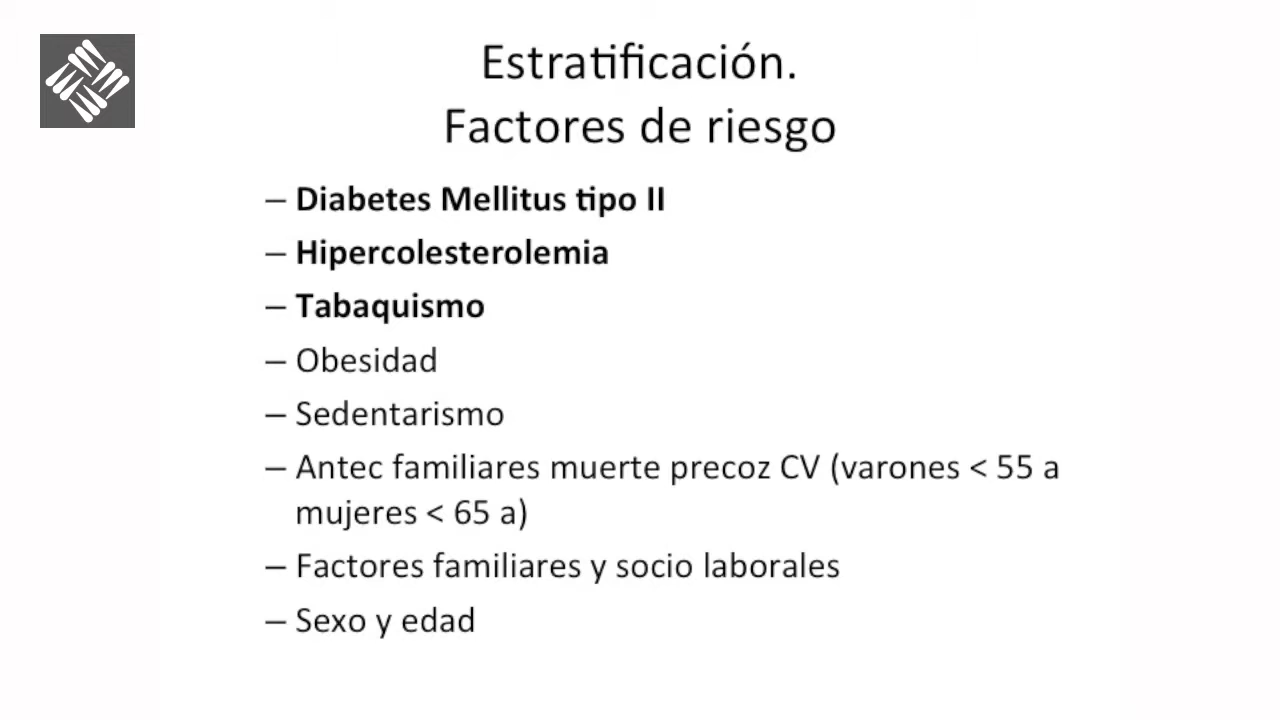 Estratificación.
Factores de riesgo
– Diabetes Mellitus tipo II
– Hipercolesterolemia
– Tabaquismo
– Obesidad
– Sedentarismo
– Antec familiares muerte precoz CV (varones < 55 a
mujeres < 65 a)
– Factores familiares y socio laborales
– Sexo y edad